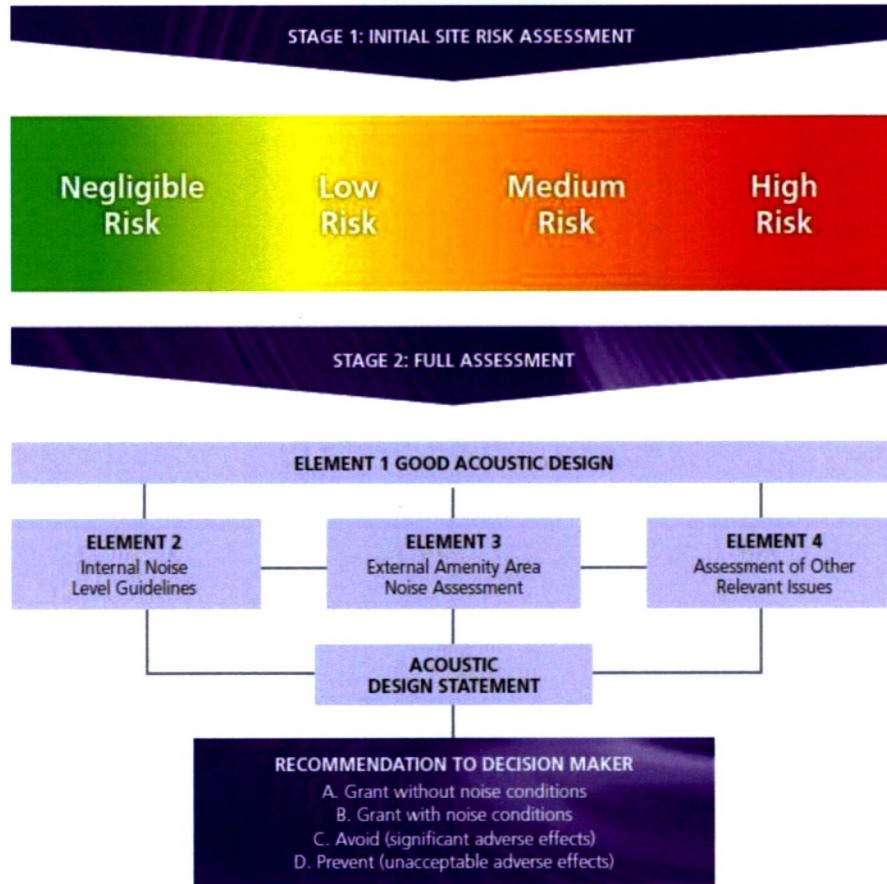 STAGE 1: INITIAL SITE RISK ASSESSMENT
Negligible
Risk
Low
Risk
Medium
Risk
High
Risk
STAGE 2: FULL ASSESSMENT
ELEMENT 1 GOOD ACOUSTIC DESIGN
ELEMENT 2
Internal Noise
Level Guidelines
ELEMENT 3
External Amenity Area
Noise Assessment
ELEMENT 4
Assessment of Other
Relevant Issues
ACOUSTIC
DESIGN STATEMENT
RECOMMENDATION TO DECISION MAKER
A. Grant without noise conditions
B. Grant with noise conditions
C. Avoid (significant adverse effects)
D. Prevent (unacceptable adverse effects)